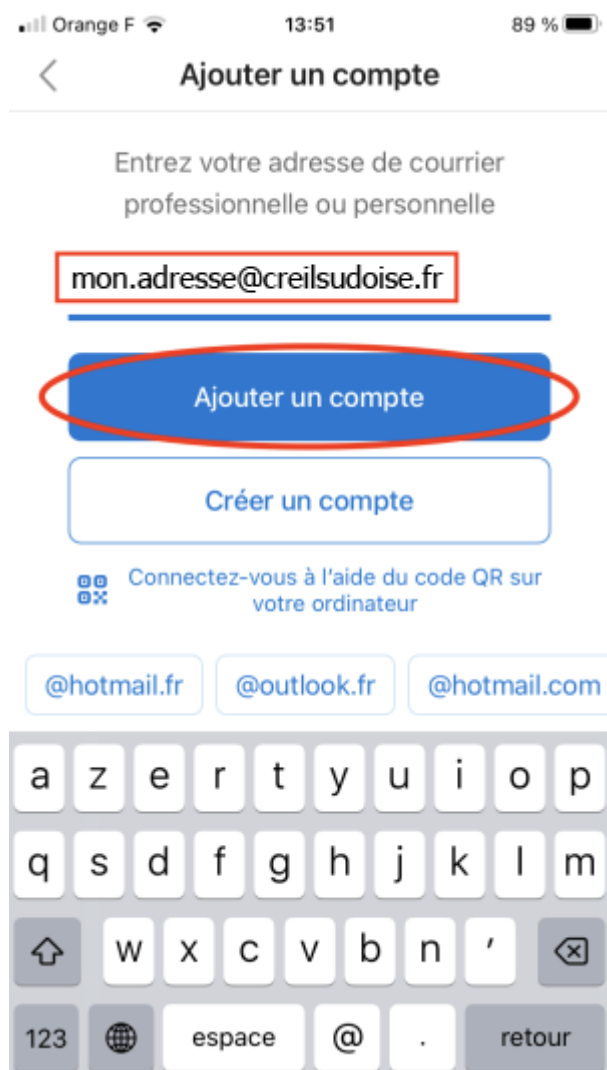 Orange F 13:51 89 %
Ajouter un compte
Entrez votre adresse de courrier
professionnelle ou personnelle
mon.adresse@creilsudoise.fr
Ajouter un compte
Créer un compte
Connectez-vous à l'aide du code QR sur
votre ordinateur
@hotmail.fr @outlook.fr @hotmail.com
a z e r t y u i o p
q s d f g h j k l m
w x c v b n ′
123 espace @ . retour